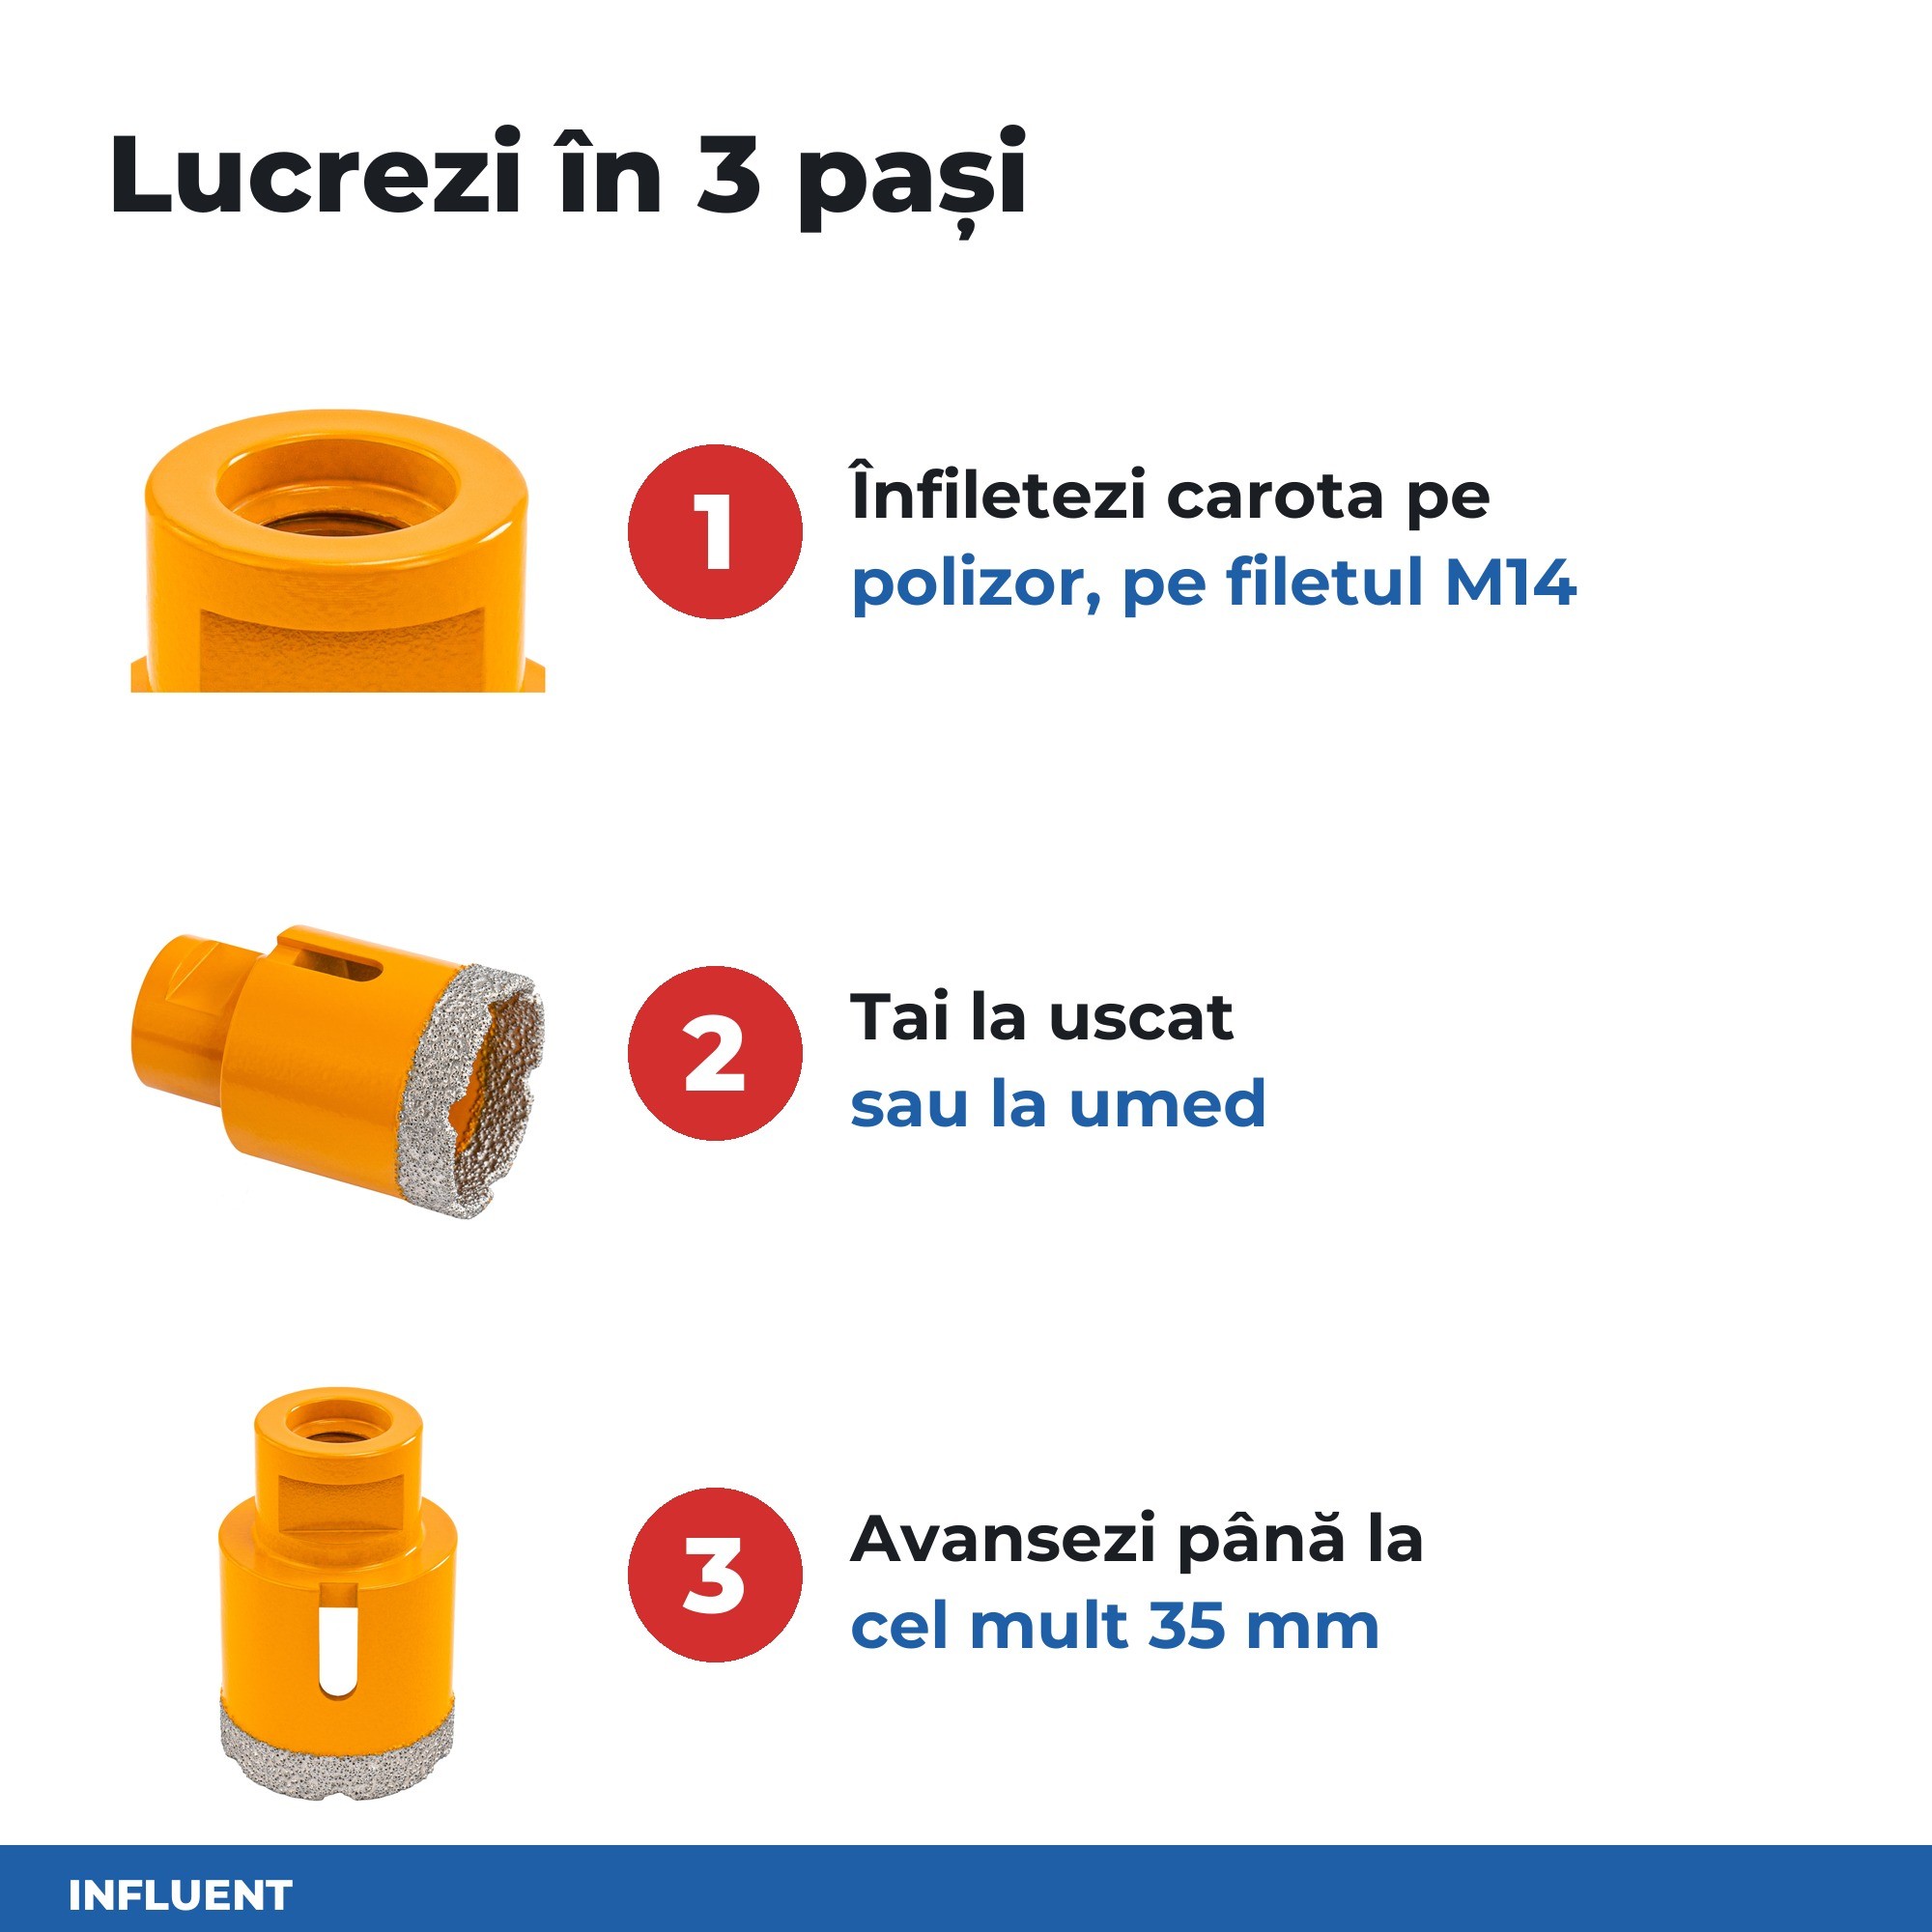 Lucrezi în 3 pași
1
Înfiletezi carota pe
polizor, pe filetul M14
2
Tai la uscat
sau la umed
3
Avansezi până la
cel mult 35 mm
INFLUENT